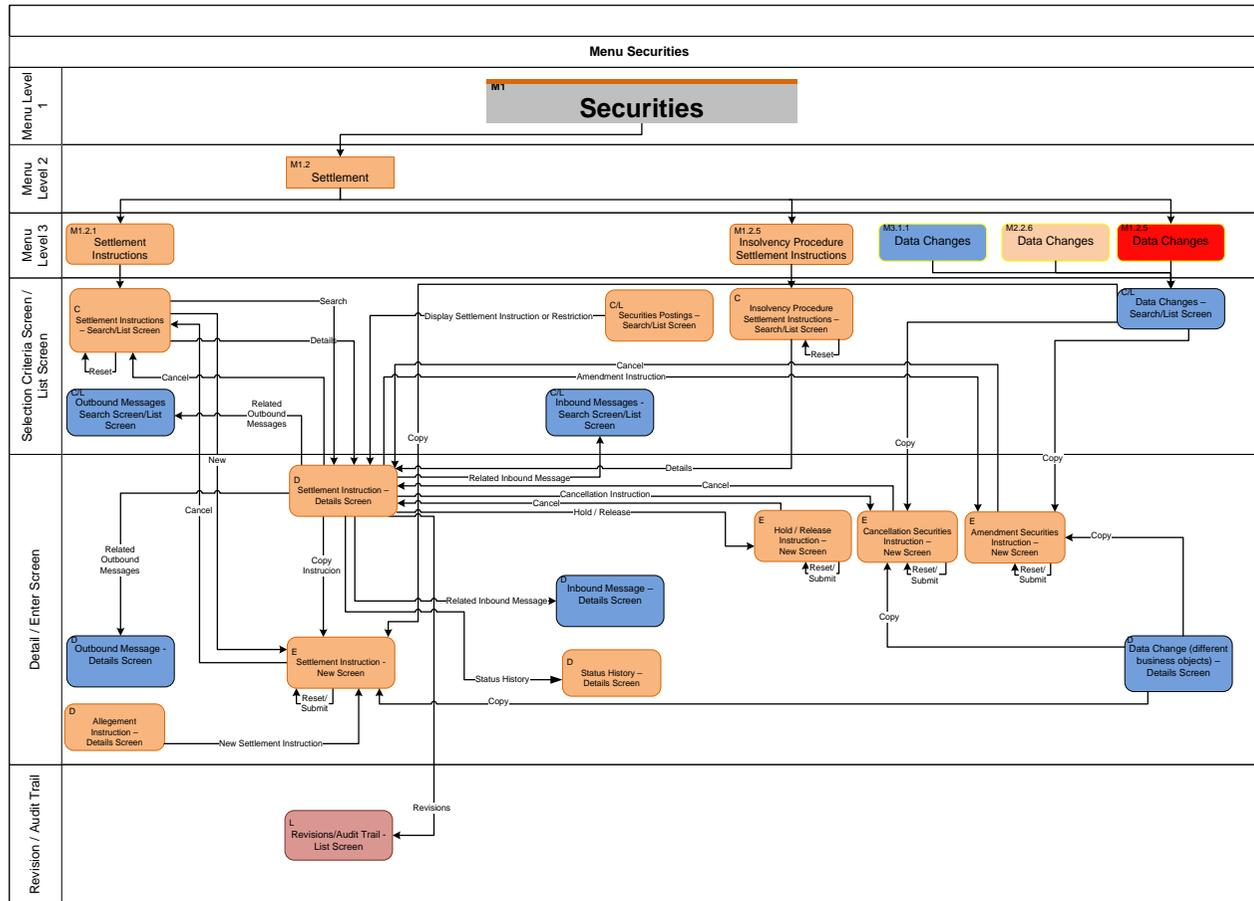 Menu Securities
Menu Level
1
M1
Securities
Menu
Level 2
M1.2
Settlement
Menu
Level 3
M1.2.1
Settlement
Instructions
M1.2.5
Insolvency Procedure
Settlement Instructions
M3.1.1
Data Changes
M2.2.6
Data Changes
M1.2.5
Data Changes
Selection Criteria Screen /
List Screen
C
Settlement Instructions
– Search/List Screen
Search
Details
Reset
Cancel
Display Settlement Instruction or Restriction
C/L
Securities Postings –
Search/List Screen
C
Insolvency Procedure
Settlement Instructions –
Search/List Screen
Reset
C/L
Data Changes –
Search/List Screen
Cancel
Amendment Instruction
C/L
Outbound Messages
Search Screen/List
Screen
Related
Outbound
Messages
C/L
Inbound Messages -
Search Screen/List
Screen
Copy
Copy
Copy
New
Cancel
Detail / Enter Screen
D
Settlement Instruction –
Details Screen
Details
Related Inbound Message
Cancel
Cancellation Instruction
Cancel
Hold / Release
E
Hold / Release
Instruction –
New Screen
Reset/
Submit
E
Cancellation Securities
Instruction –
New Screen
Reset/
Submit
E
Amendment Securities
Instruction –
New Screen
Reset/
Submit
Copy
Related
Outbound
Messages
Copy
Instrucion
Related Inbound Message
D
Inbound Message –
Details Screen
Copy
D
Outbound Message -
Details Screen
E
Settlement Instruction -
New Screen
Reset/
Submit
Status History
D
Status History –
Details Screen
D
Data Change (different
business objects) –
Details Screen
Copy
D
Allegement
Instruction –
Details Screen
New Settlement Instruction
Revision / Audit Trail
Revisions
L
Revisions/Audit Trail -
List Screen